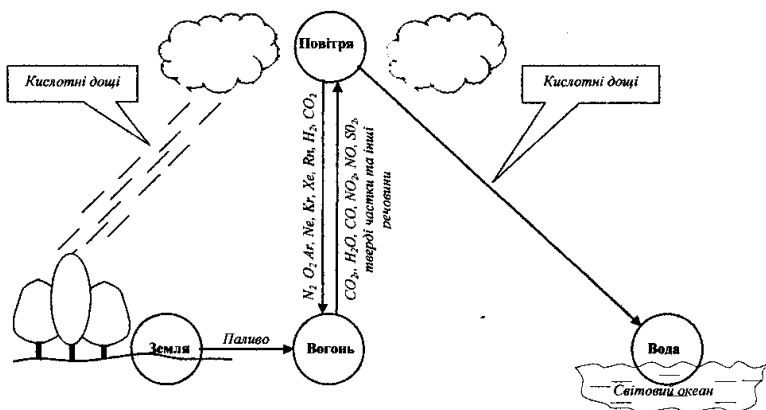 Повітря
Кислотні дощі
Кислотні дощі
N₂ O₂ Ar, Ne, Kr, Xe, Rn, H₂, CO₂
CO₂, H₂O, CO, NO₂, NO, SO₂,
тверді частки та інші
речовини
Земля
Паливо
Вогонь
Вода
Світовий океан